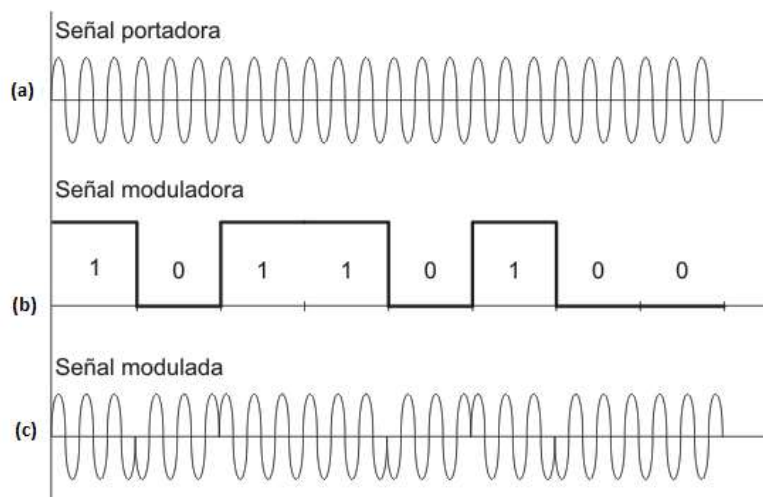 Señal portadora
(a)
Señal moduladora
1 0 1 1 0 1 0 0
(b)
Señal modulada
(c)